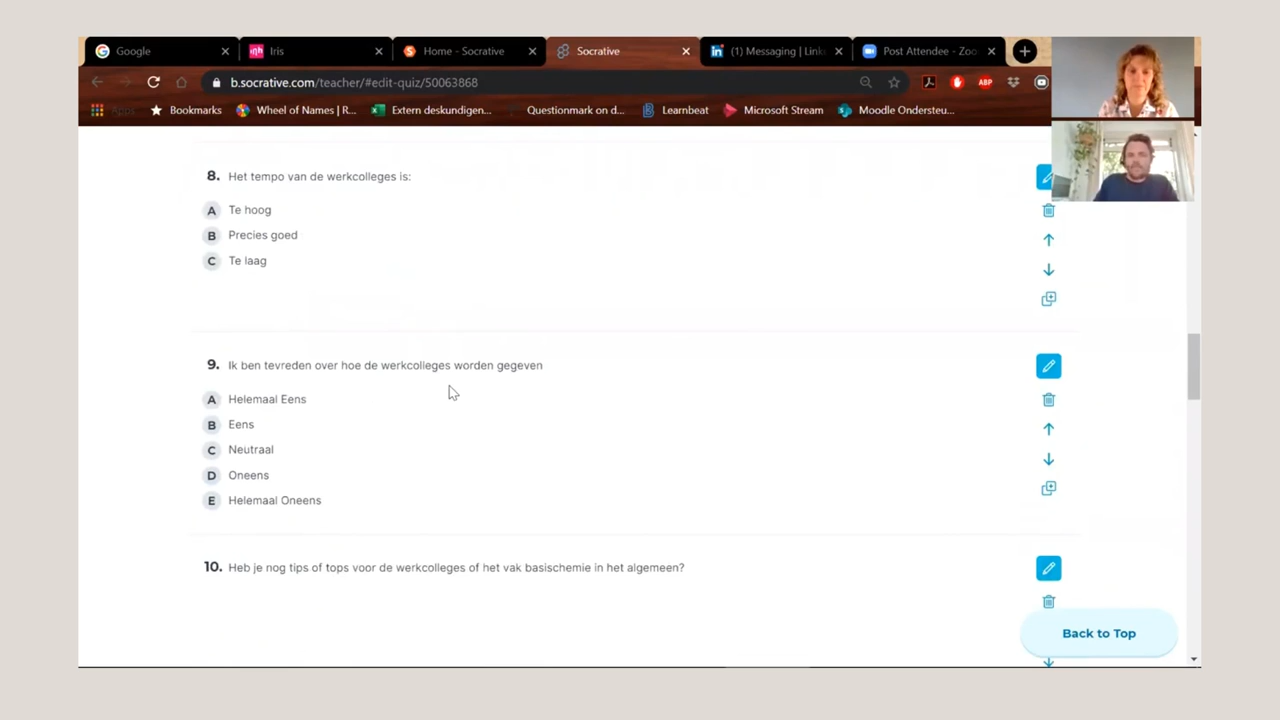 Google
Iris
Home - Socrative
Socrative
(1) Messaging | Link
Post Attendee - Zoo
b.socrative.com/teacher/#edit-quiz/50063868
ABP
Apps
Bookmarks
Wheel of Names | R...
Extern deskundigen...
Questionmark on d...
Learnbeat
Microsoft Stream
Moodle Ondersteu...
8. Het tempo van de werkcolleges is:
A Te hoog
B Precies goed
C Te laag
9. Ik ben tevreden over hoe de werkcolleges worden gegeven
A Helemaal Eens
B Eens
C Neutraal
D Oneens
E Helemaal Oneens
10. Heb je nog tips of tops voor de werkcolleges of het vak basischemie in het algemeen?
Back to Top